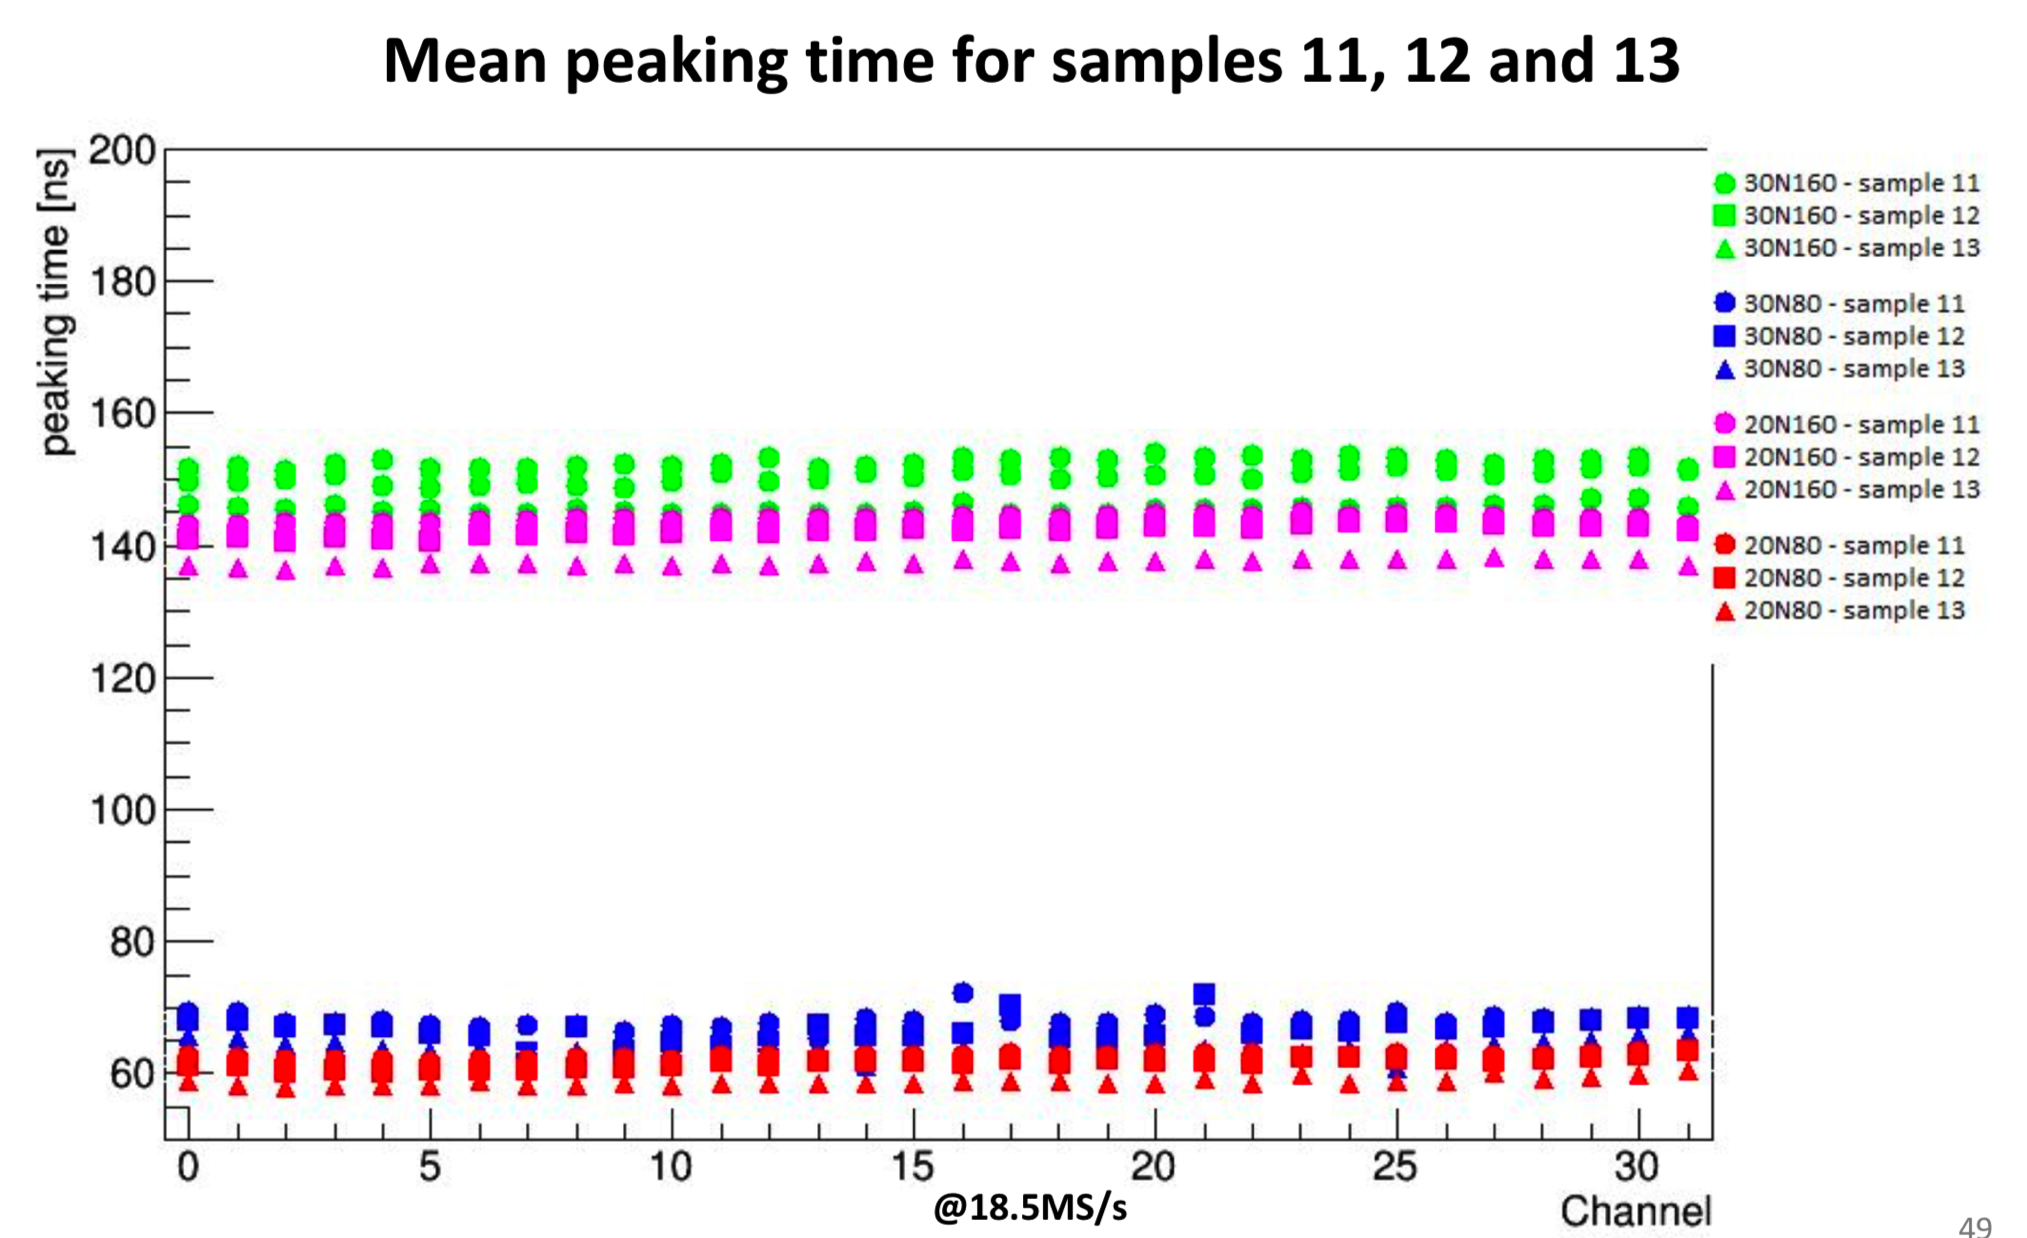 Mean peaking time for samples 11, 12 and 13
peaking time [ns]
200
180
160
140
120
100
80
60
30N160 - sample 11
30N160 - sample 12
30N160 - sample 13
30N80 - sample 11
30N80 - sample 12
30N80 - sample 13
20N160 - sample 11
20N160 - sample 12
20N160 - sample 13
20N80 - sample 11
20N80 - sample 12
20N80 - sample 13
0 5 10 15 20 25 30
@18.5MS/s
Channel
49